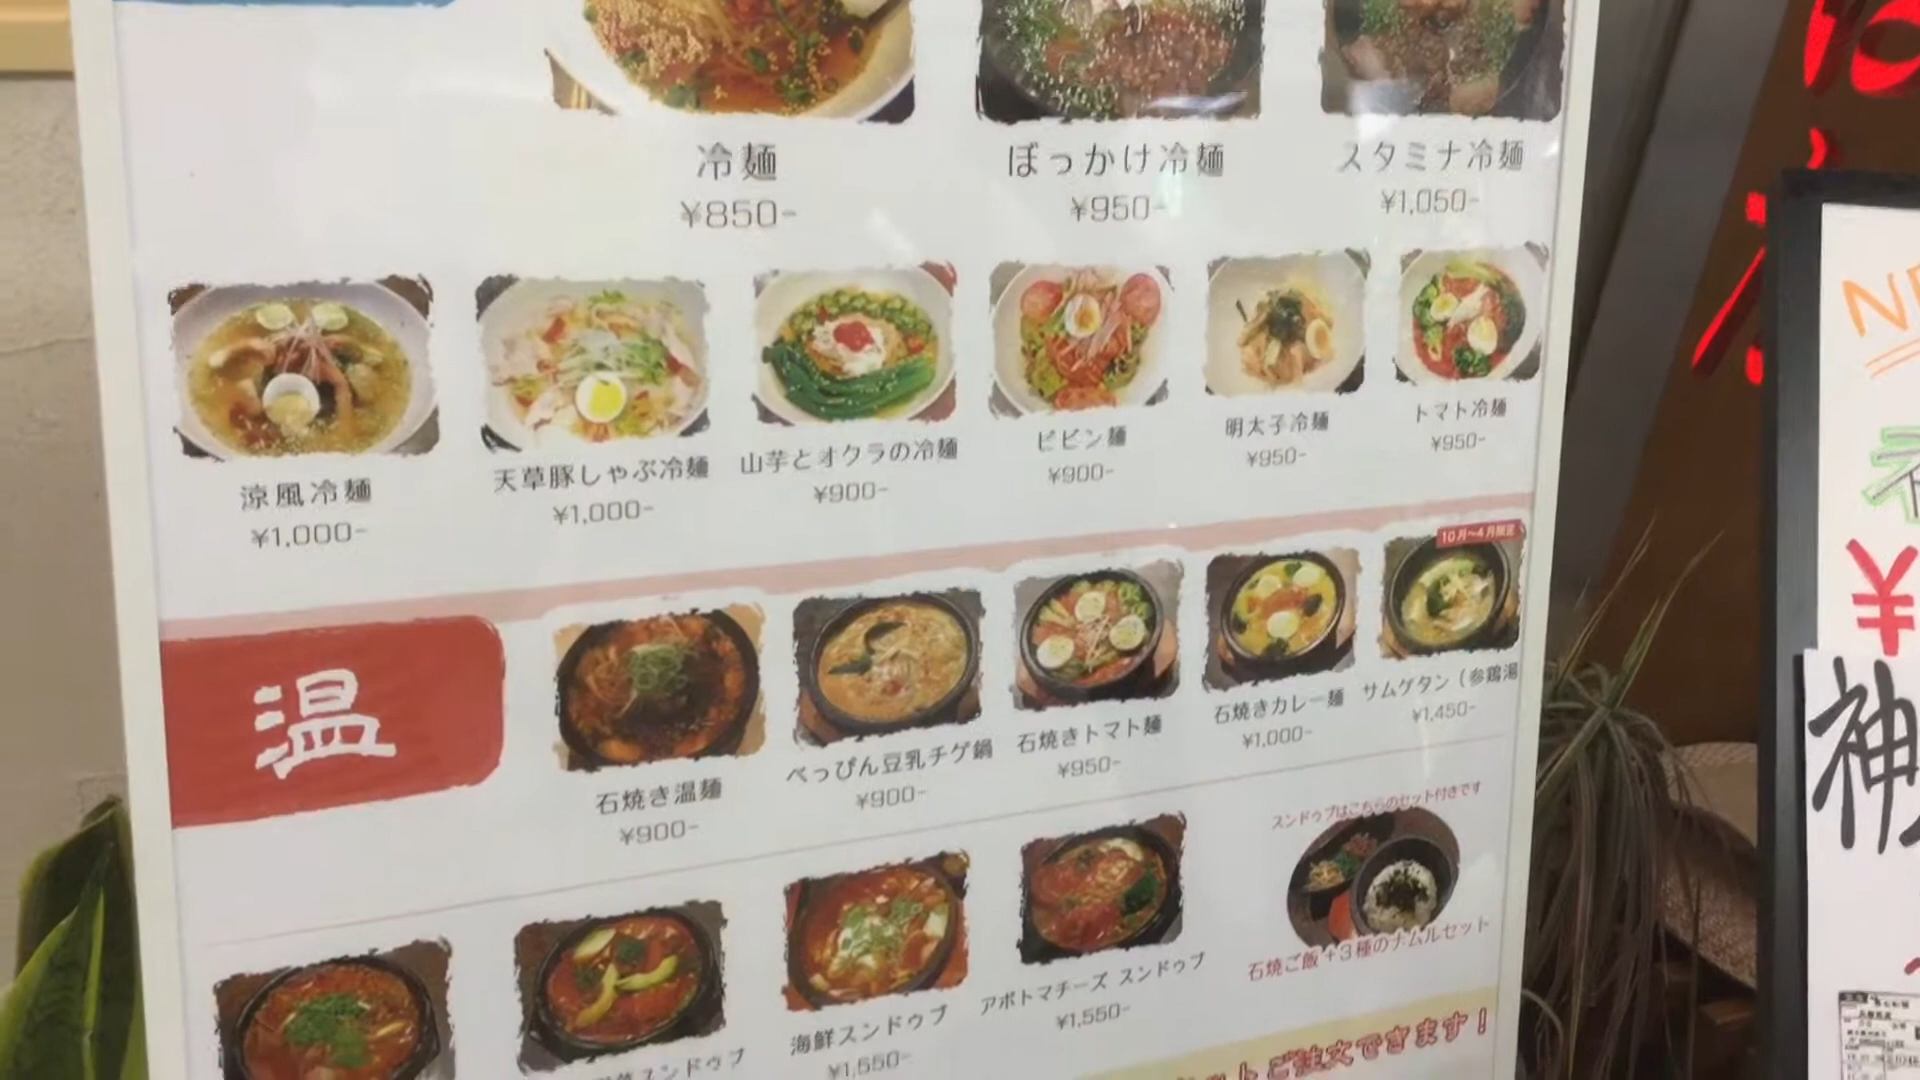 冷麺
¥850-
ぼっかけ冷麺
¥950-
スタミナ冷麺
¥1,050-
涼風冷麺
¥1,000-
天草豚しゃぶ冷麺
¥1,000-
山芋とオクラの冷麺
¥900-
ビビン麺
¥900-
明太子冷麺
¥950-
トマト冷麺
¥950-
温
石焼き温麺
¥900-
べっぴん豆乳チゲ鍋
¥900-
石焼きトマト麺
¥950-
石焼きカレー麺
¥1,000-
10月〜4月限定
サムゲタン(参鶏湯
¥1,450-
スンドゥブはこちらのセット付きです
石焼ご飯+3種のナムルセット
スンドゥブ
海鮮スンドゥブ
¥1,550-
アボトマチーズ スンドゥブ
¥1,550-
ットご注文できます!
¥
神